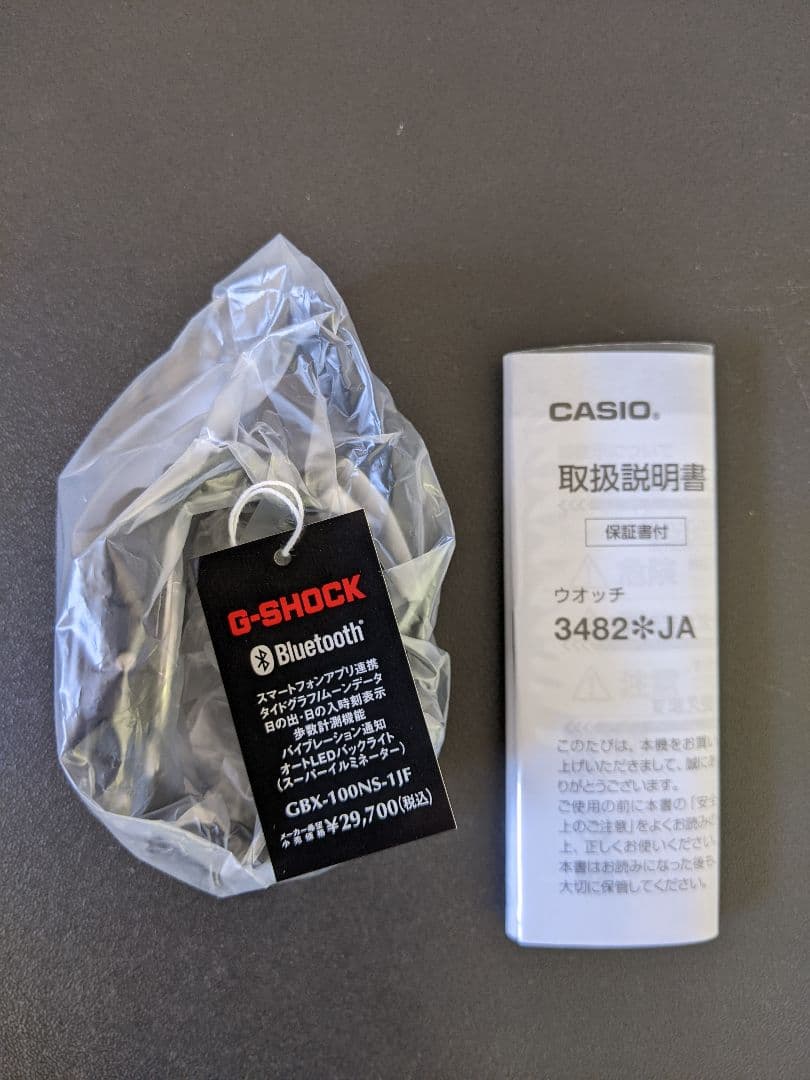 G-SHOCK
Bluetooth®
スマートフォンアプリ連携
タイドグラフ/ムーンデータ
日の出・日の入時刻表示
歩数計測機能
バイブレーション通知
オートLEDバックライト
(スーパーイルミネーター)
GBX-100NS-1JF
メーカー希望小売価格 ¥29,700(税込)
CASIO®
取扱説明書
保証書付
ウオッチ
3482✻JA
このたびは、本機をお買い
上げいただきまして、誠にあ
りがとうございます。
ご使用の前に本書の「安全
上のご注意」をよくお読みの
上、正しくお使いください
本書はお読みになった後も
大切に保管してください。